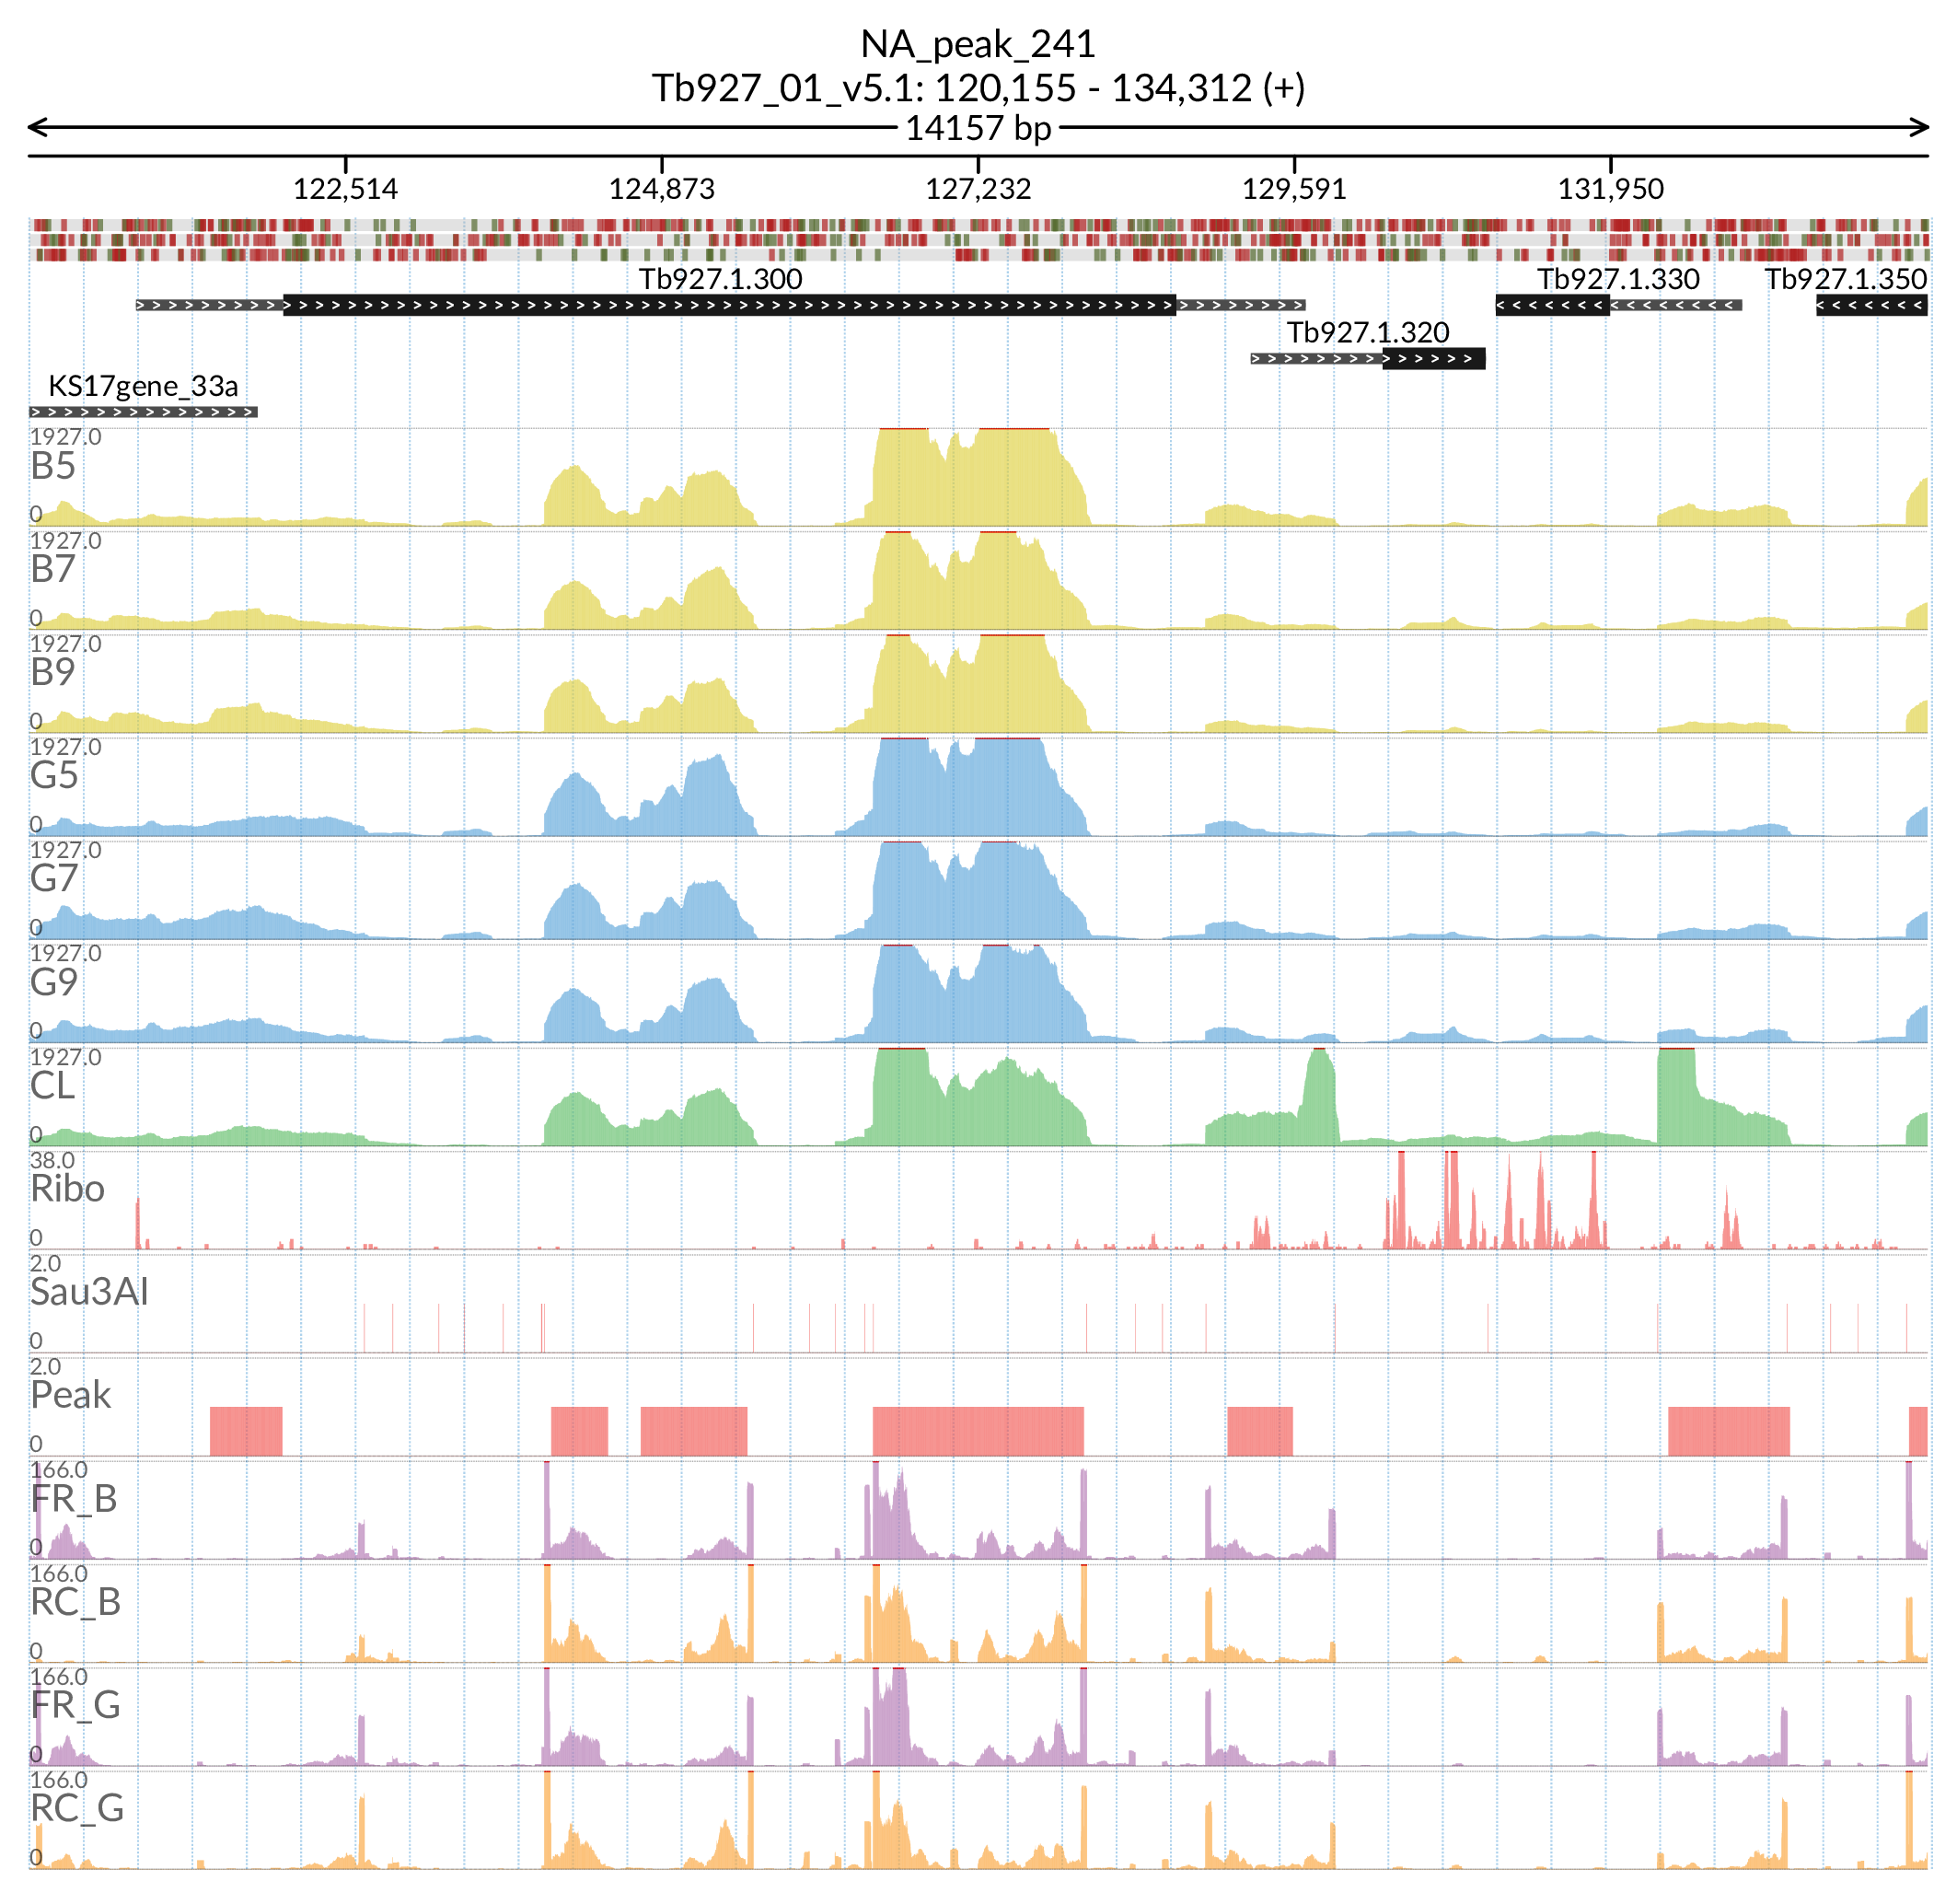 NA_peak_241
Tb927_01_v5.1: 120,155 - 134,312 (+)
14157 bp
122,514 124,873 127,232 129,591 131,950
Tb927.1.300 Tb927.1.330 Tb927.1.350
Tb927.1.320
KS17gene_33a
1927.0
B5
0
1927.0
B7
0
1927.0
B9
0
1927.0
G5
0
1927.0
G7
0
1927.0
G9
0
1927.0
CL
0
38.0
Ribo
0
2.0
Sau3AI
0
2.0
Peak
0
166.0
FR_B
0
166.0
RC_B
0
166.0
FR_G
0
166.0
RC_G
0